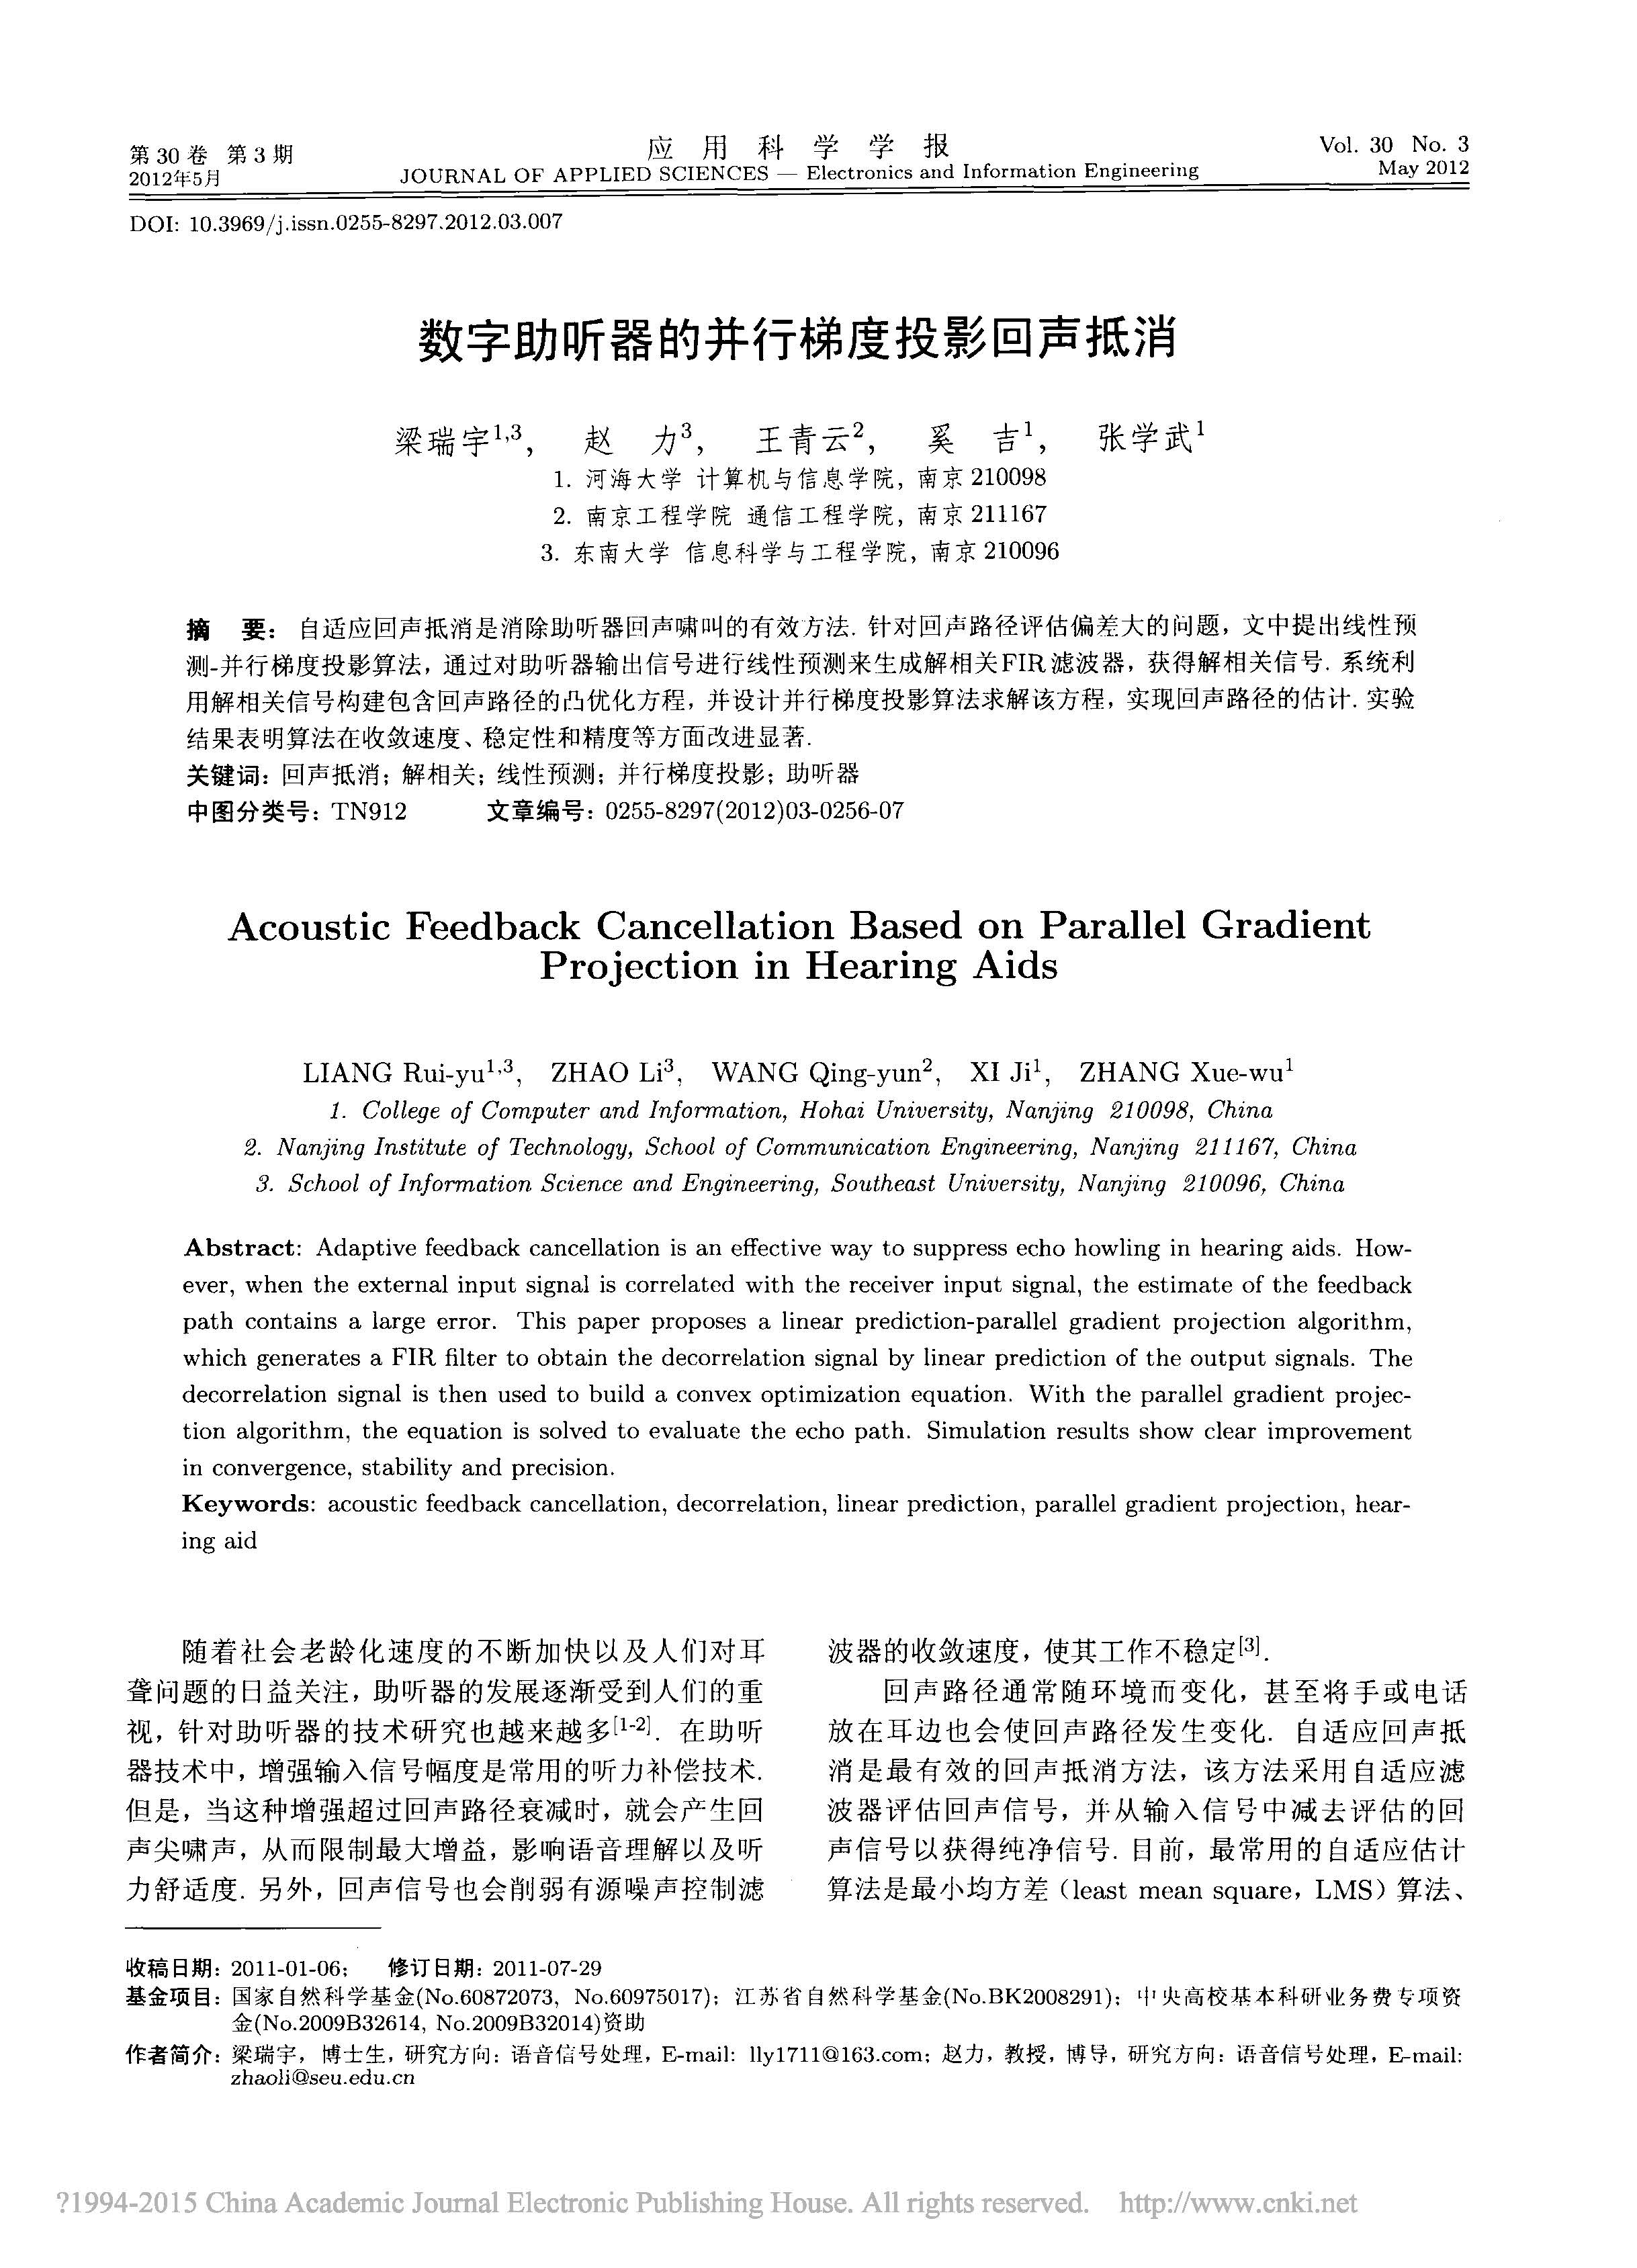 第 30 卷 第 3 期
2012年5月
应 用 科 学 学 报
JOURNAL OF APPLIED SCIENCES — Electronics and Information Engineering
Vol. 30 No. 3
May 2012
DOI: 10.3969/j.issn.0255-8297.2012.03.007
数字助听器的并行梯度投影回声抵消
梁瑞宇1,3, 赵 力3, 王青云2, 奚 吉1, 张学武1
1. 河海大学 计算机与信息学院, 南京 210098
2. 南京工程学院 通信工程学院, 南京 211167
3. 东南大学 信息科学与工程学院, 南京 210096
摘 要: 自适应回声抵消是消除助听器回声啸叫的有效方法. 针对回声路径评估偏差大的问题, 文中提出线性预
测-并行梯度投影算法, 通过对助听器输出信号进行线性预测来生成解相关FIR滤波器, 获得解相关信号. 系统利
用解相关信号构建包含回声路径的凸优化方程, 并设计并行梯度投影算法求解该方程, 实现回声路径的估计. 实验
结果表明算法在收敛速度、稳定性和精度等方面改进显著.
关键词: 回声抵消; 解相关; 线性预测; 并行梯度投影; 助听器
中图分类号: TN912 文章编号: 0255-8297(2012)03-0256-07
Acoustic Feedback Cancellation Based on Parallel Gradient
Projection in Hearing Aids
LIANG Rui-yu1,3, ZHAO Li3, WANG Qing-yun2, XI Ji1, ZHANG Xue-wu1
1. College of Computer and Information, Hohai University, Nanjing 210098, China
2. Nanjing Institute of Technology, School of Communication Engineering, Nanjing 211167, China
3. School of Information Science and Engineering, Southeast University, Nanjing 210096, China
Abstract: Adaptive feedback cancellation is an effective way to suppress echo howling in hearing aids. How-
ever, when the external input signal is correlated with the receiver input signal, the estimate of the feedback
path contains a large error. This paper proposes a linear prediction-parallel gradient projection algorithm,
which generates a FIR filter to obtain the decorrelation signal by linear prediction of the output signals. The
decorrelation signal is then used to build a convex optimization equation. With the parallel gradient projec-
tion algorithm, the equation is solved to evaluate the echo path. Simulation results show clear improvement
in convergence, stability and precision.
Keywords: acoustic feedback cancellation, decorrelation, linear prediction, parallel gradient projection, hear-
ing aid
随着社会老龄化速度的不断加快以及人们对耳
聋问题的日益关注, 助听器的发展逐渐受到人们的重
视, 针对助听器的技术研究也越来越多[1-2]. 在助听
器技术中, 增强输入信号幅度是常用的听力补偿技术.
但是, 当这种增强超过回声路径衰减时, 就会产生回
声尖啸声, 从而限制最大增益, 影响语音理解以及听
力舒适度. 另外, 回声信号也会削弱有源噪声控制滤
波器的收敛速度, 使其工作不稳定[3].
回声路径通常随环境而变化, 甚至将手或电话
放在耳边也会使回声路径发生变化. 自适应回声抵
消是最有效的回声抵消方法, 该方法采用自适应滤
波器评估回声信号, 并从输入信号中减去评估的回
声信号以获得纯净信号. 目前, 最常用的自适应估计
算法是最小均方差 (least mean square, LMS) 算法、
收稿日期: 2011-01-06; 修订日期: 2011-07-29
基金项目: 国家自然科学基金(No.60872073, No.60975017); 江苏省自然科学基金(No.BK2008291); 中央高校基本科研业务费专项资
金(No.2009B32614, No.2009B32014)资助
作者简介: 梁瑞宇, 博士生, 研究方向: 语音信号处理, E-mail: lly1711@163.com; 赵力, 教授, 博导, 研究方向: 语音信号处理, E-mail:
zhaoli@seu.edu.cn
?1994-2015 China Academic Journal Electronic Publishing House. All rights reserved. http://www.cnki.net